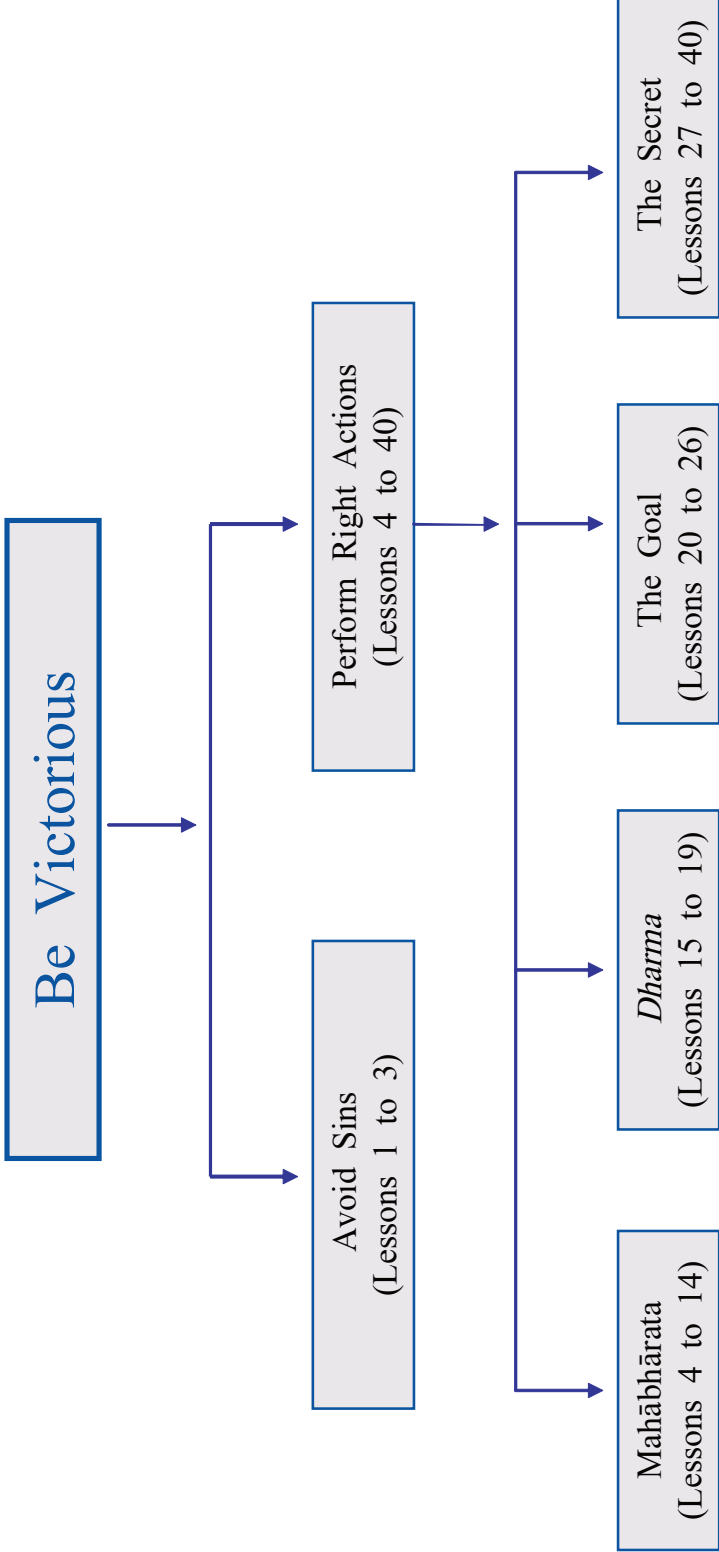 Be Victorious
Avoid Sins
(Lessons 1 to 3)
Perform Right Actions
(Lessons 4 to 40)
Mahābhārata
(Lessons 4 to 14)
Dharma
(Lessons 15 to 19)
The Goal
(Lessons 20 to 26)
The Secret
(Lessons 27 to 40)